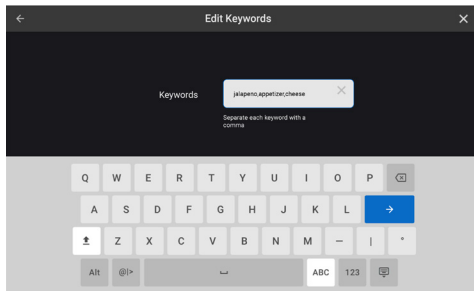 Edit Keywords
Keywords
jalapeno,appetizer,cheese
Separate each keyword with a
comma
Q W E R T Y U I O P
A S D F G H J K L
Z X C V B N M — | "
Alt @|> ABC 123